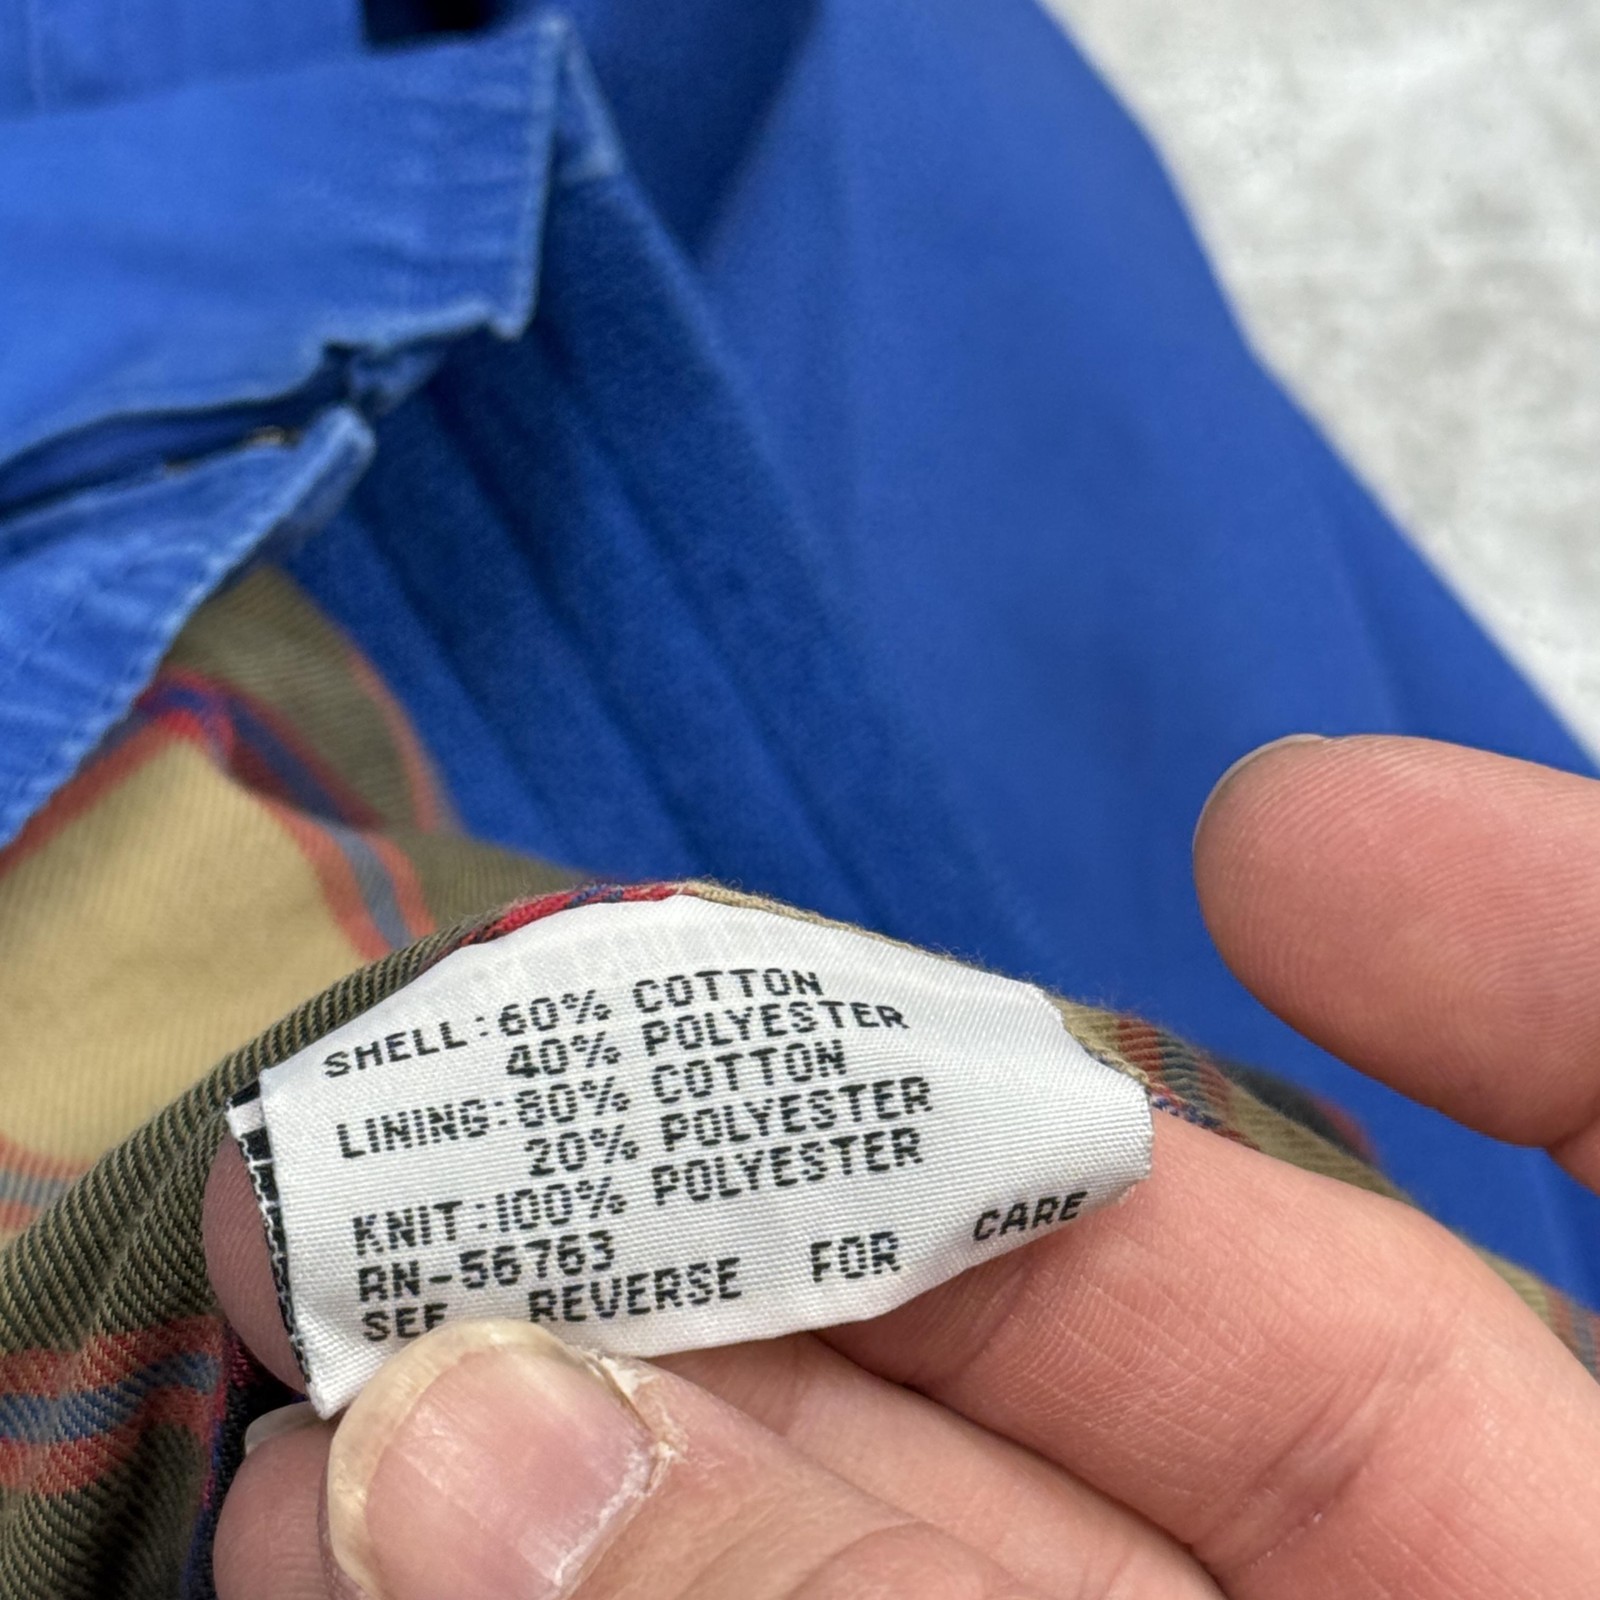 SHELL:60% COTTON
40% POLYESTER
LINING:80% COTTON
20% POLYESTER
KNIT:100% POLYESTER
RN-56763
SEE REVERSE FOR CARE